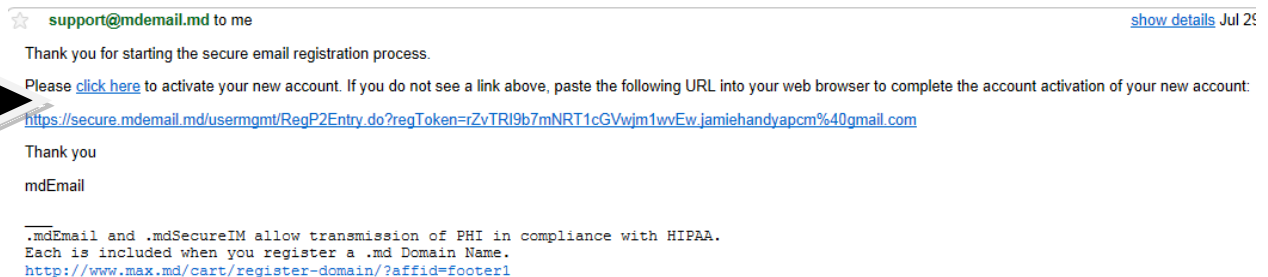 support@mdemail.md to me show details Jul 29
Thank you for starting the secure email registration process.
Please click here to activate your new account. If you do not see a link above, paste the following URL into your web browser to complete the account activation of your new account:
https://secure.mdemail.md/usermgmt/RegP2Entry.do?regToken=rZvTRI9b7mNRT1cGVwjm1wvEw.jamiehandyapcm%40gmail.com
Thank you
mdEmail
___
.mdEmail and .mdSecureIM allow transmission of PHI in compliance with HIPAA.
Each is included when you register a .md Domain Name.
http://www.max.md/cart/register-domain/?affid=footer1